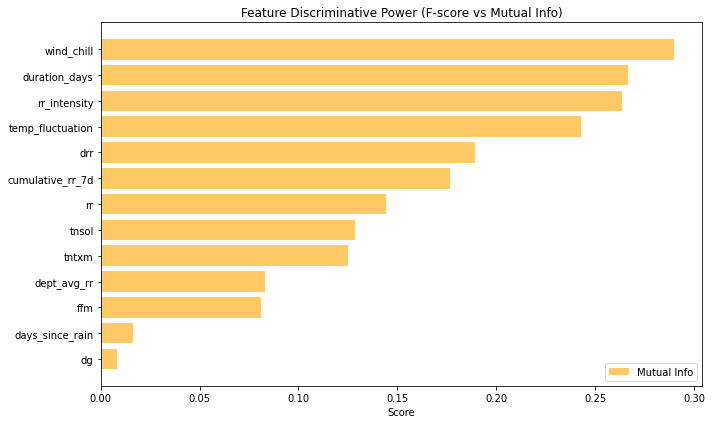 Feature Discriminative Power (F-score vs Mutual Info)
wind_chill
duration_days
rr_intensity
temp_fluctuation
drr
cumulative_rr_7d
rr
tnsol
tntxm
dept_avg_rr
ffm
days_since_rain
dg
Mutual Info
0.00 0.05 0.10 0.15 0.20 0.25 0.30
Score